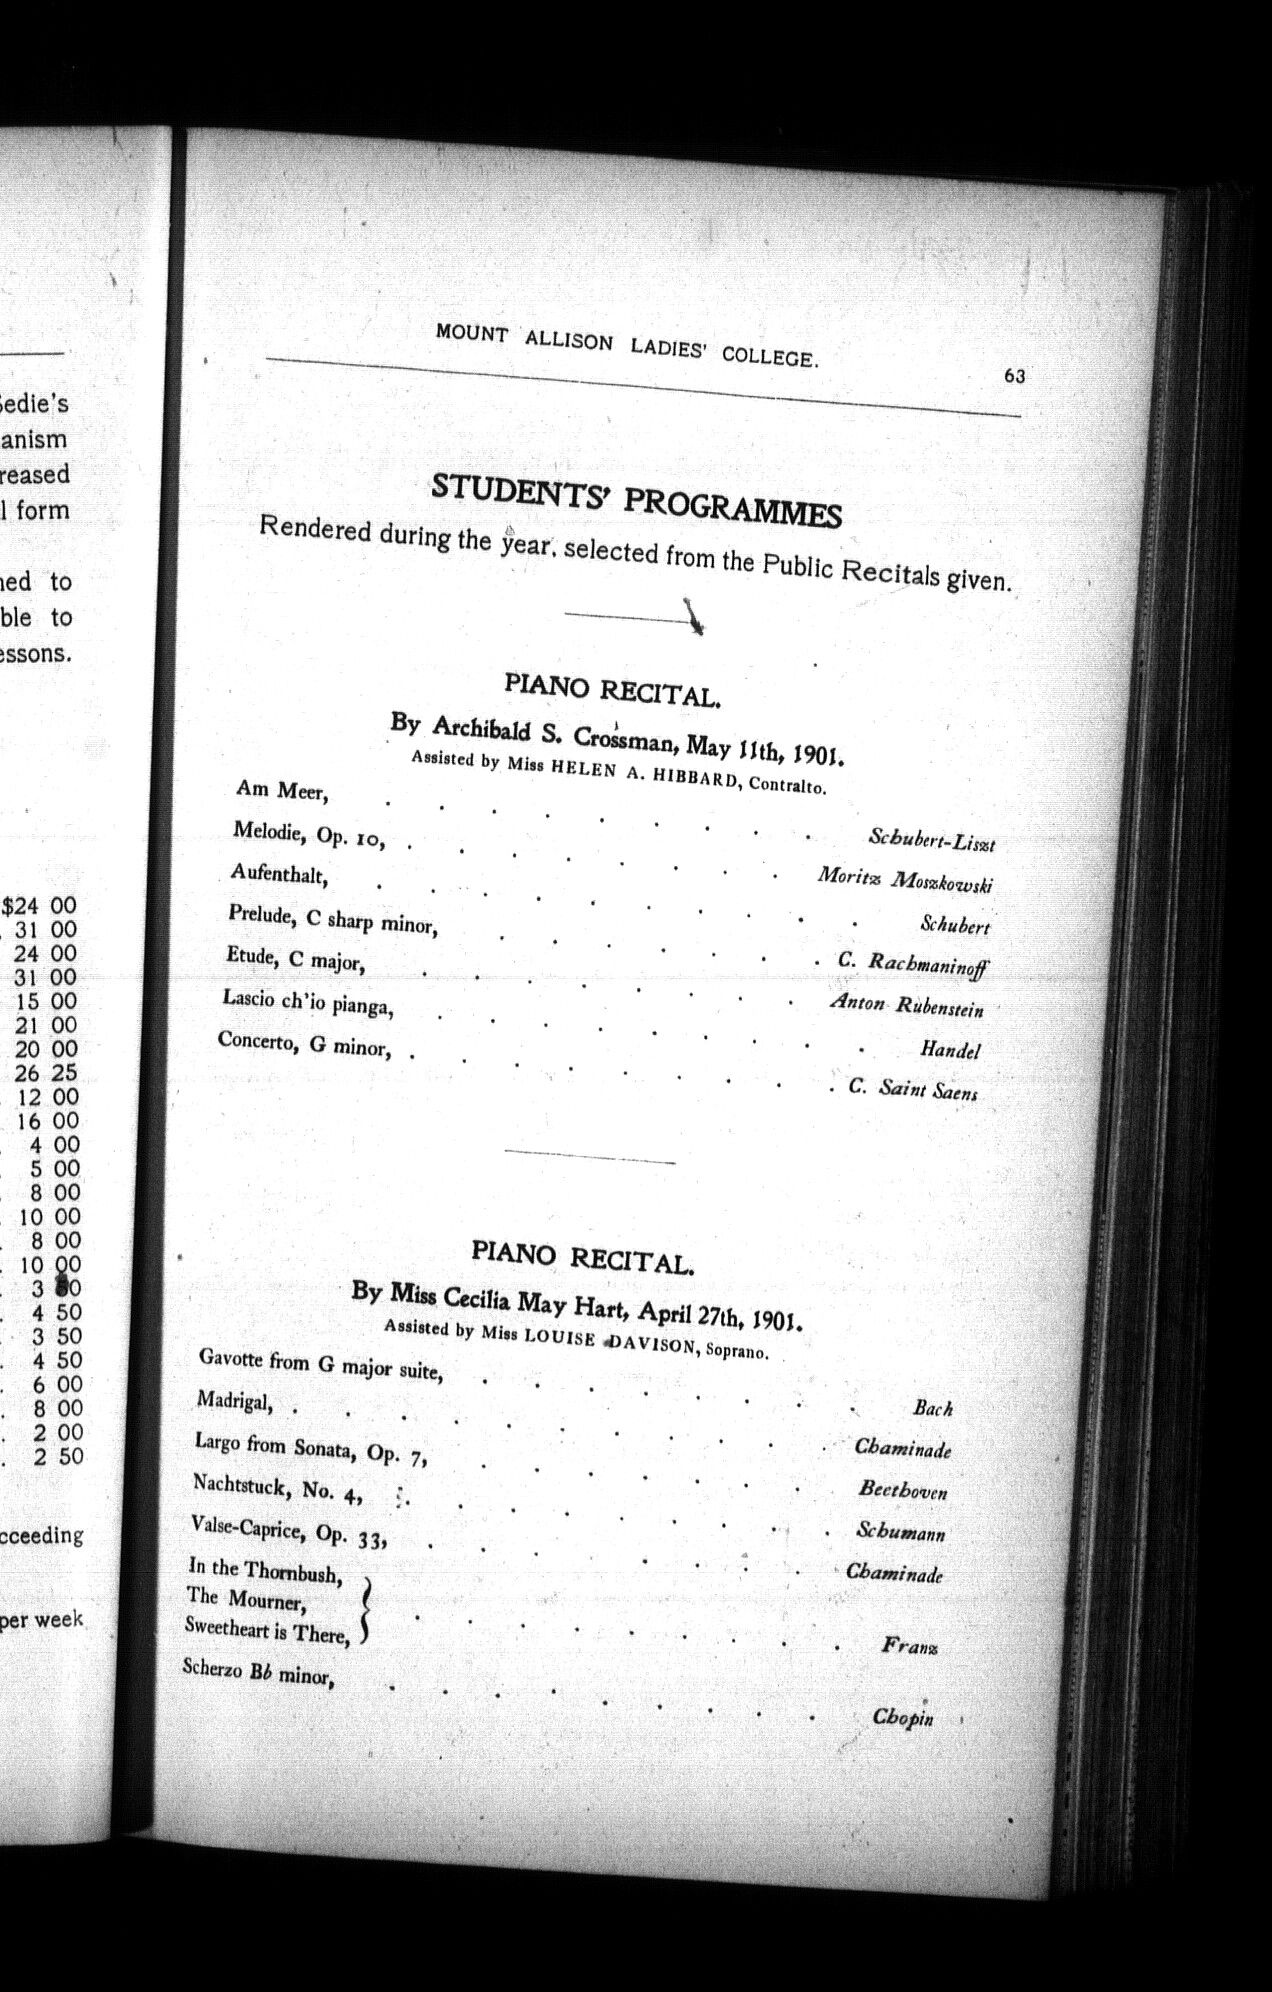 Sedie's
anism
reased
l form
ned to
ble to
essons.
$24 00
. 31 00
24 00
31 00
15 00
21 00
20 00
26 25
. 12 00
. 16 00
. 4 00
. 5 00
. 8 00
. 10 00
. 8 00
. 10 00
. 3 50
. 4 50
. 3 50
. 4 50
. 6 00
. 8 00
. 2 00
. 2 50
cceeding
per week
MOUNT ALLISON LADIES' COLLEGE. 63
STUDENTS' PROGRAMMES
Rendered during the year, selected from the Public Recitals given.
PIANO RECITAL.
By Archibald S. Crossman, May 11th, 1901.
Assisted by Miss HELEN A. HIBBARD, Contralto.
Am Meer, . . . . . . . . . Schubert-Liszt
Melodie, Op. 10, . . . . . . . . Moritz Moszkowski
Aufenthalt, . . . . . . . . . . Schubert
Prelude, C sharp minor, . . . . . . . C. Rachmaninoff
Etude, C major, . . . . . . . . Anton Rubenstein
Lascio ch'io pianga, . . . . . . . . . Handel
Concerto, G minor, . . . . . . . . . C. Saint Saens
PIANO RECITAL.
By Miss Cecilia May Hart, April 27th, 1901.
Assisted by Miss LOUISE DAVISON, Soprano.
Gavotte from G major suite, . . . . . . . . Bach
Madrigal, . . . . . . . . . . . Chaminade
Largo from Sonata, Op. 7, . . . . . . . Beethoven
Nachtstuck, No. 4, . . . . . . . . . Schumann
Valse-Caprice, Op. 33, . . . . . . . . Chaminade
In the Thornbush,
The Mourner,
Sweetheart is There, } . . . . . . . . . Franz
Scherzo Bb minor, . . . . . . . . . Chopin